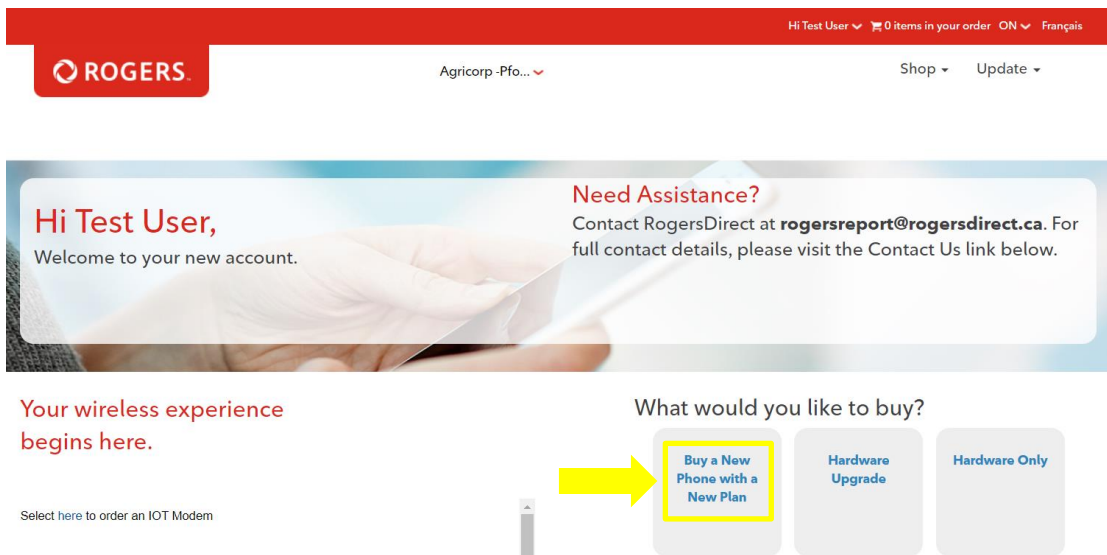 Hi Test User 0 items in your order ON Français
ROGERS
Agricorp -Pfo...
Shop Update
Hi Test User,
Welcome to your new account.
Need Assistance?
Contact RogersDirect at rogersreport@rogersdirect.ca. For
full contact details, please visit the Contact Us link below.
Your wireless experience
begins here.
Select here to order an IOT Modem
What would you like to buy?
Buy a New
Phone with a
New Plan
Hardware
Upgrade
Hardware Only